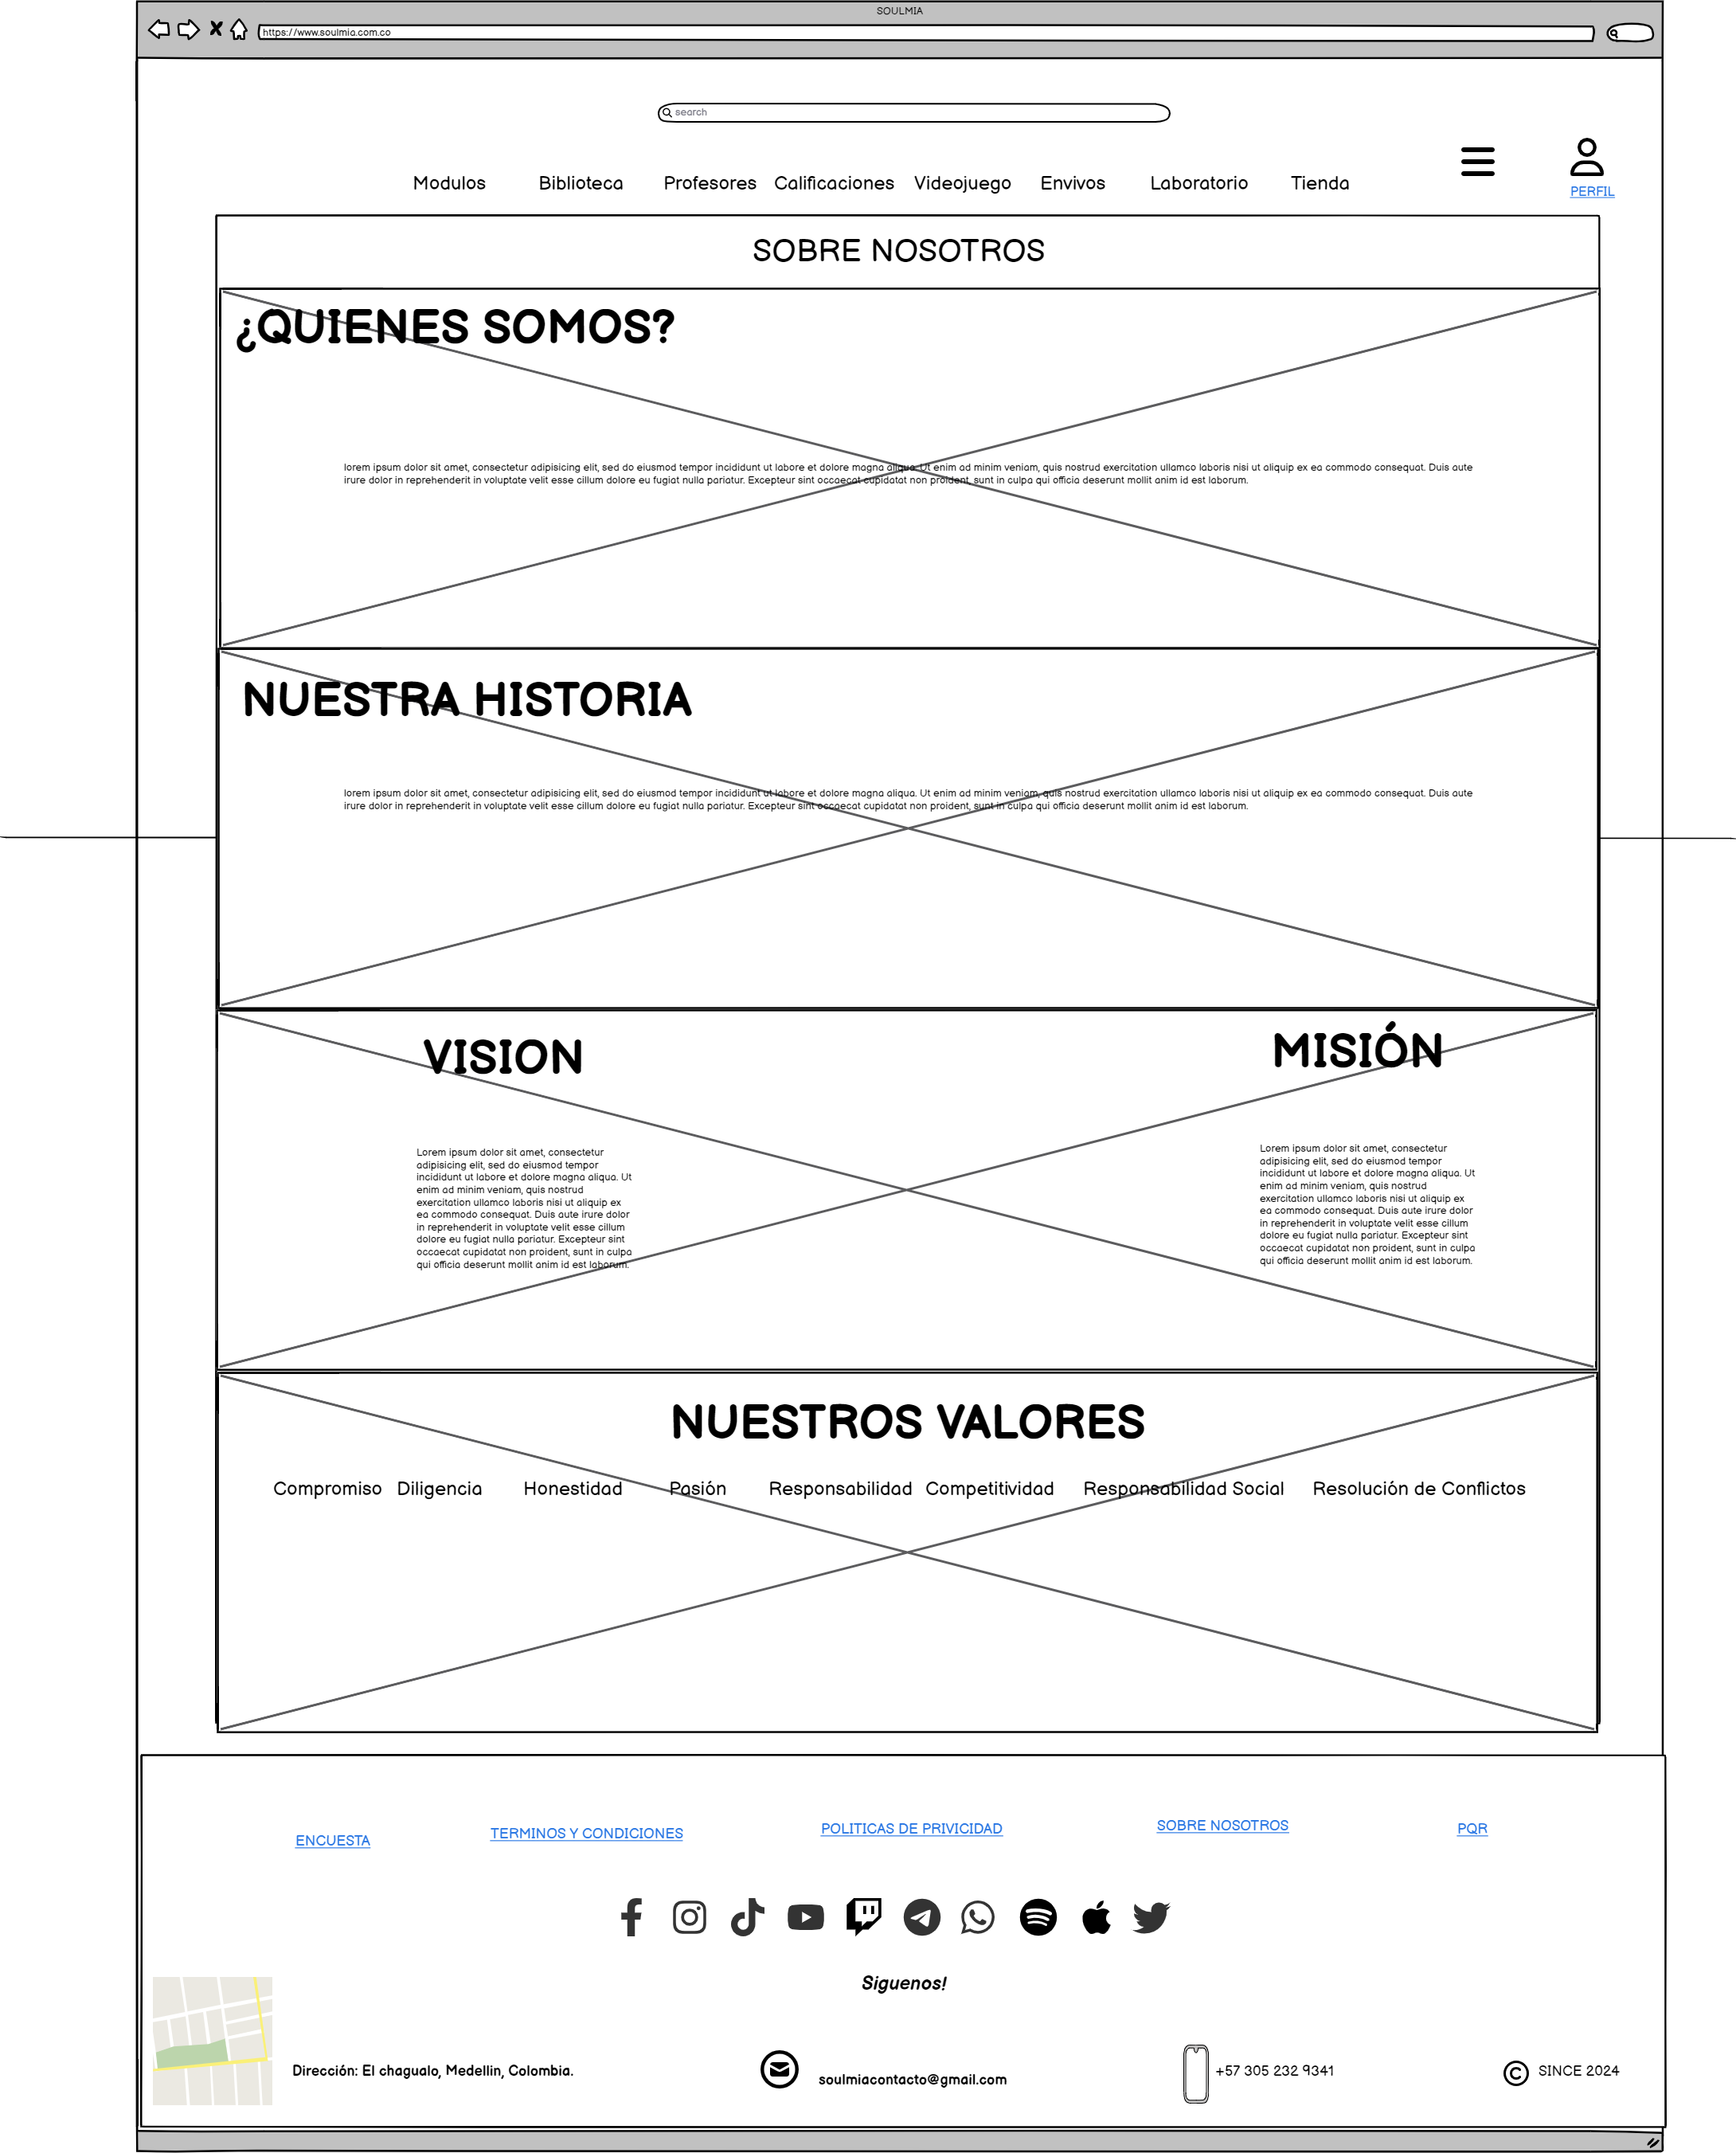 SOULMIA
https://www.soulmia.com.co
search
Modulos Biblioteca Profesores Calificaciones Videojuego Envivos Laboratorio Tienda
PERFIL
SOBRE NOSOTROS
¿QUIENES SOMOS?
lorem ipsum dolor sit amet, consectetur adipisicing elit, sed do eiusmod tempor incididunt ut labore et dolore magna aliqua. Ut enim ad minim veniam, quis nostrud exercitation ullamco laboris nisi ut aliquip ex ea commodo consequat. Duis aute
irure dolor in reprehenderit in voluptate velit esse cillum dolore eu fugiat nulla pariatur. Excepteur sint occaecat cupidatat non proident, sunt in culpa qui officia deserunt mollit anim id est laborum.
NUESTRA HISTORIA
lorem ipsum dolor sit amet, consectetur adipisicing elit, sed do eiusmod tempor incididunt ut labore et dolore magna aliqua. Ut enim ad minim veniam, quis nostrud exercitation ullamco laboris nisi ut aliquip ex ea commodo consequat. Duis aute
irure dolor in reprehenderit in voluptate velit esse cillum dolore eu fugiat nulla pariatur. Excepteur sint occaecat cupidatat non proident, sunt in culpa qui officia deserunt mollit anim id est laborum.
VISION
Lorem ipsum dolor sit amet, consectetur
adipisicing elit, sed do eiusmod tempor
incididunt ut labore et dolore magna aliqua. Ut
enim ad minim veniam, quis nostrud
exercitation ullamco laboris nisi ut aliquip ex
ea commodo consequat. Duis aute irure dolor
in reprehenderit in voluptate velit esse cillum
dolore eu fugiat nulla pariatur. Excepteur sint
occaecat cupidatat non proident, sunt in culpa
qui officia deserunt mollit anim id est laborum.
MISIÓN
Lorem ipsum dolor sit amet, consectetur
adipisicing elit, sed do eiusmod tempor
incididunt ut labore et dolore magna aliqua. Ut
enim ad minim veniam, quis nostrud
exercitation ullamco laboris nisi ut aliquip ex
ea commodo consequat. Duis aute irure dolor
in reprehenderit in voluptate velit esse cillum
dolore eu fugiat nulla pariatur. Excepteur sint
occaecat cupidatat non proident, sunt in culpa
qui officia deserunt mollit anim id est laborum.
NUESTROS VALORES
Compromiso Diligencia Honestidad Pasión Responsabilidad Competitividad Responsabilidad Social Resolución de Conflictos
ENCUESTA TERMINOS Y CONDICIONES POLITICAS DE PRIVICIDAD SOBRE NOSOTROS PQR
Siguenos!
Dirección: El chagualo, Medellin, Colombia.
soulmiacontacto@gmail.com
+57 305 232 9341
© SINCE 2024